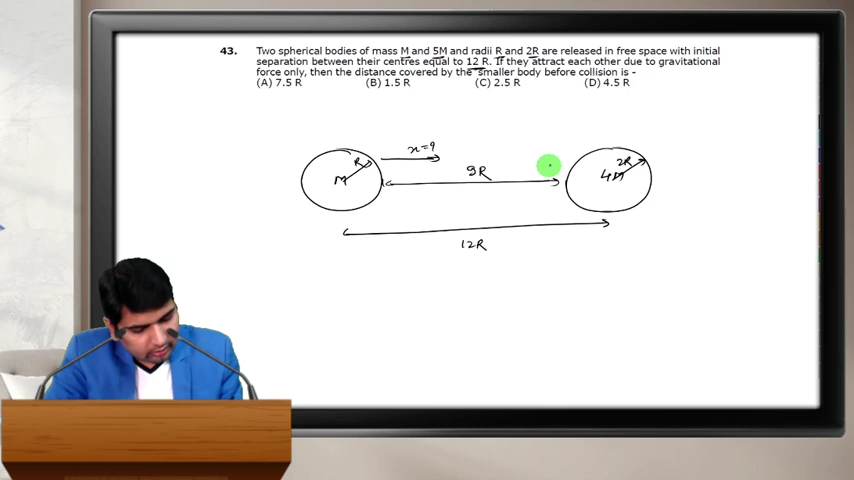 43. Two spherical bodies of mass M and 5M and radii R and 2R are released in free space with initial
separation between their centres equal to 12 R. If they attract each other due to gravitational
force only, then the distance covered by the smaller body before collision is -
(A) 7.5 R (B) 1.5 R (C) 2.5 R (D) 4.5 R
x=?
R
2R
9R
M
4M
12R